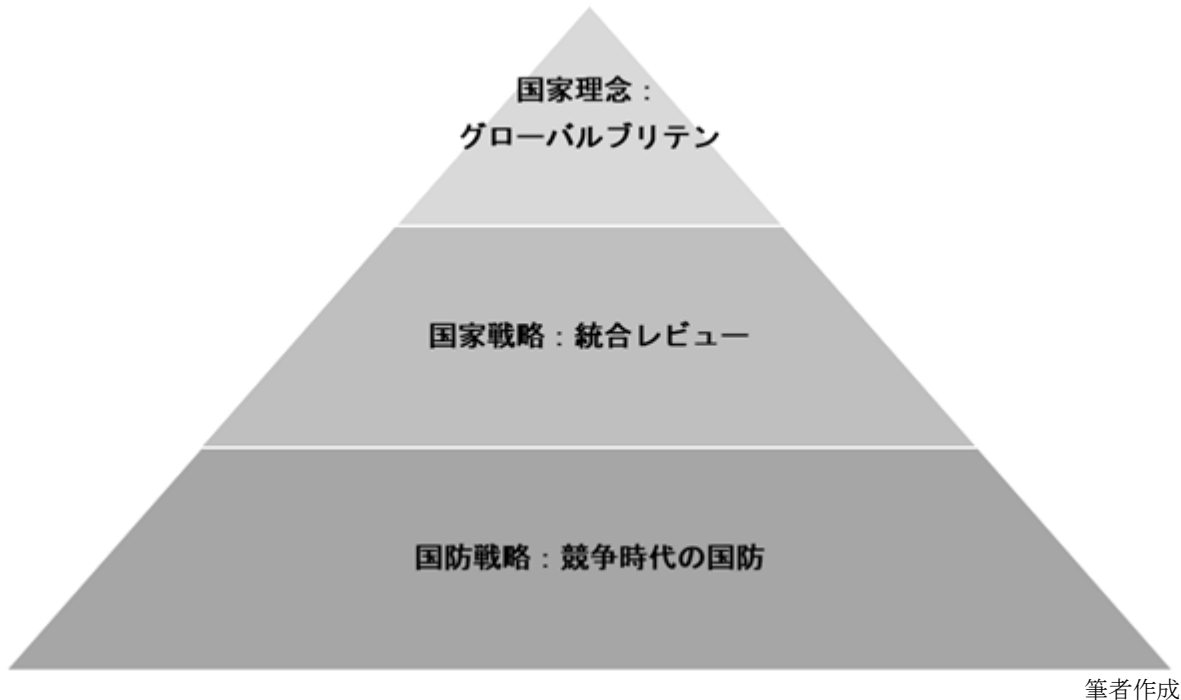 国家理念：
グローバルブリテン
国家戦略：統合レビュー
国防戦略：競争時代の国防
筆者作成